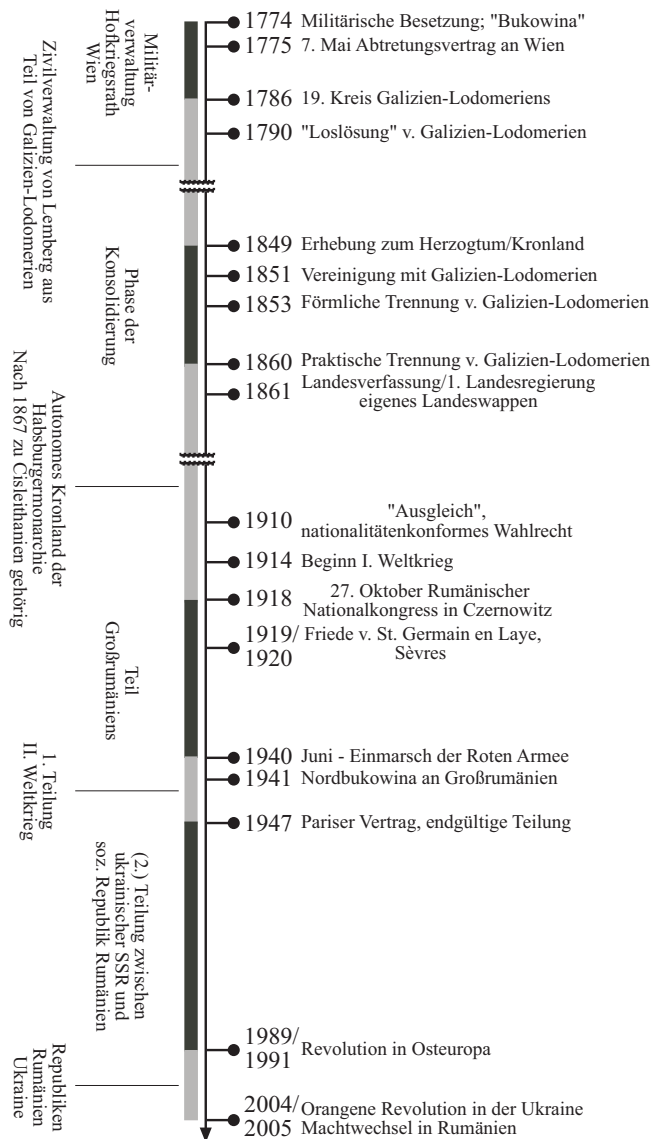 1774 Militärische Besetzung; "Bukowina"
1775 7. Mai Abtretungsvertrag an Wien
1786 19. Kreis Galizien-Lodomeriens
1790 "Loslösung" v. Galizien-Lodomerien
1849 Erhebung zum Herzogtum/Kronland
1851 Vereinigung mit Galizien-Lodomerien
1853 Förmliche Trennung v. Galizien-Lodomerien
1860 Praktische Trennung v. Galizien-Lodomerien
1861 Landesverfassung/1. Landesregierung
eigenes Landeswappen
1910 "Ausgleich",
nationalitätenkonformes Wahlrecht
1914 Beginn I. Weltkrieg
1918 27. Oktober Rumänischer
Nationalkongress in Czernowitz
1919/ Friede v. St. Germain en Laye,
1920 Sèvres
1940 Juni - Einmarsch der Roten Armee
1941 Nordbukowina an Großrumänien
1947 Pariser Vertrag, endgültige Teilung
1989/
1991 Revolution in Osteuropa
2004/ Orangene Revolution in der Ukraine
2005 Machtwechsel in Rumänien
Militär-
verwaltung
Hofkriegsrath
Wien
Zivilverwaltung von Lemberg aus
Teil von Galizien-Lodomerien
Phase der
Konsolidierung
Autonomes Kronland der
Habsburgermonarchie
Nach 1867 zu Cisleithanien gehörig
Teil
Großrumäniens
1. Teilung
II. Weltkrieg
(2.) Teilung zwischen
ukrainischer SSR und
soz. Republik Rumänien
Republiken
Rumänien
Ukraine